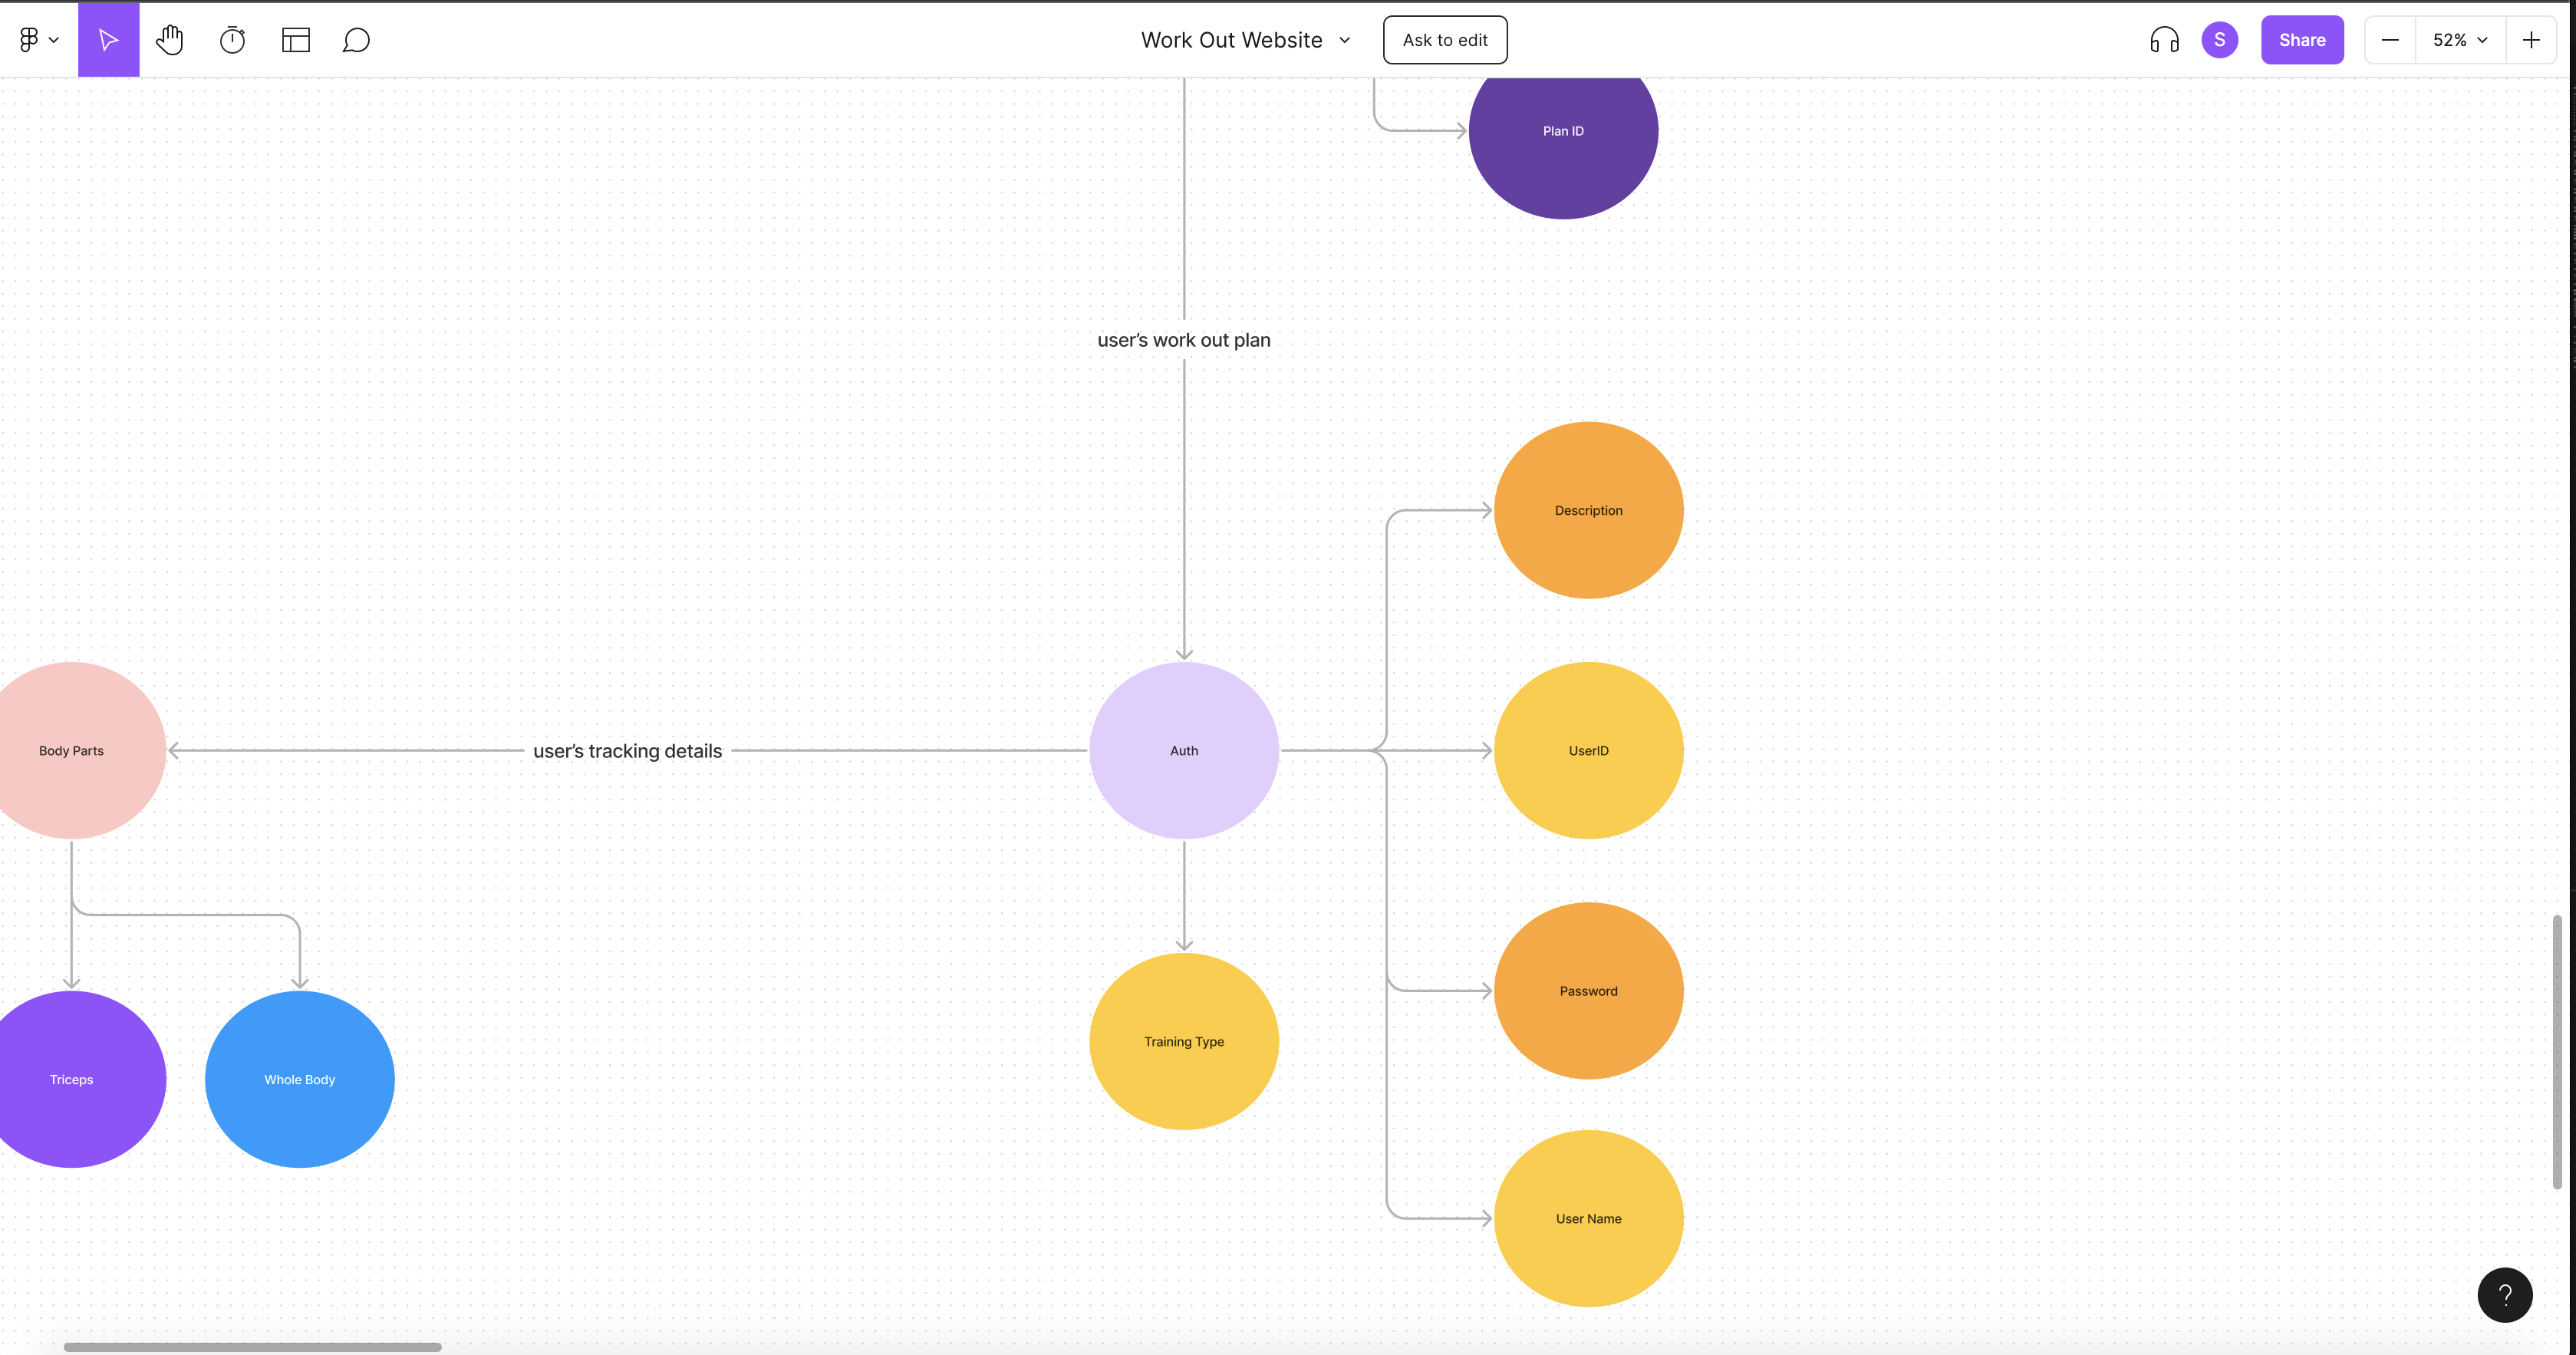 Work Out Website
Ask to edit
S
Share
52%
Plan ID
user's work out plan
Description
Body Parts
user's tracking details
Auth
UserID
Password
Training Type
Triceps
Whole Body
User Name
?